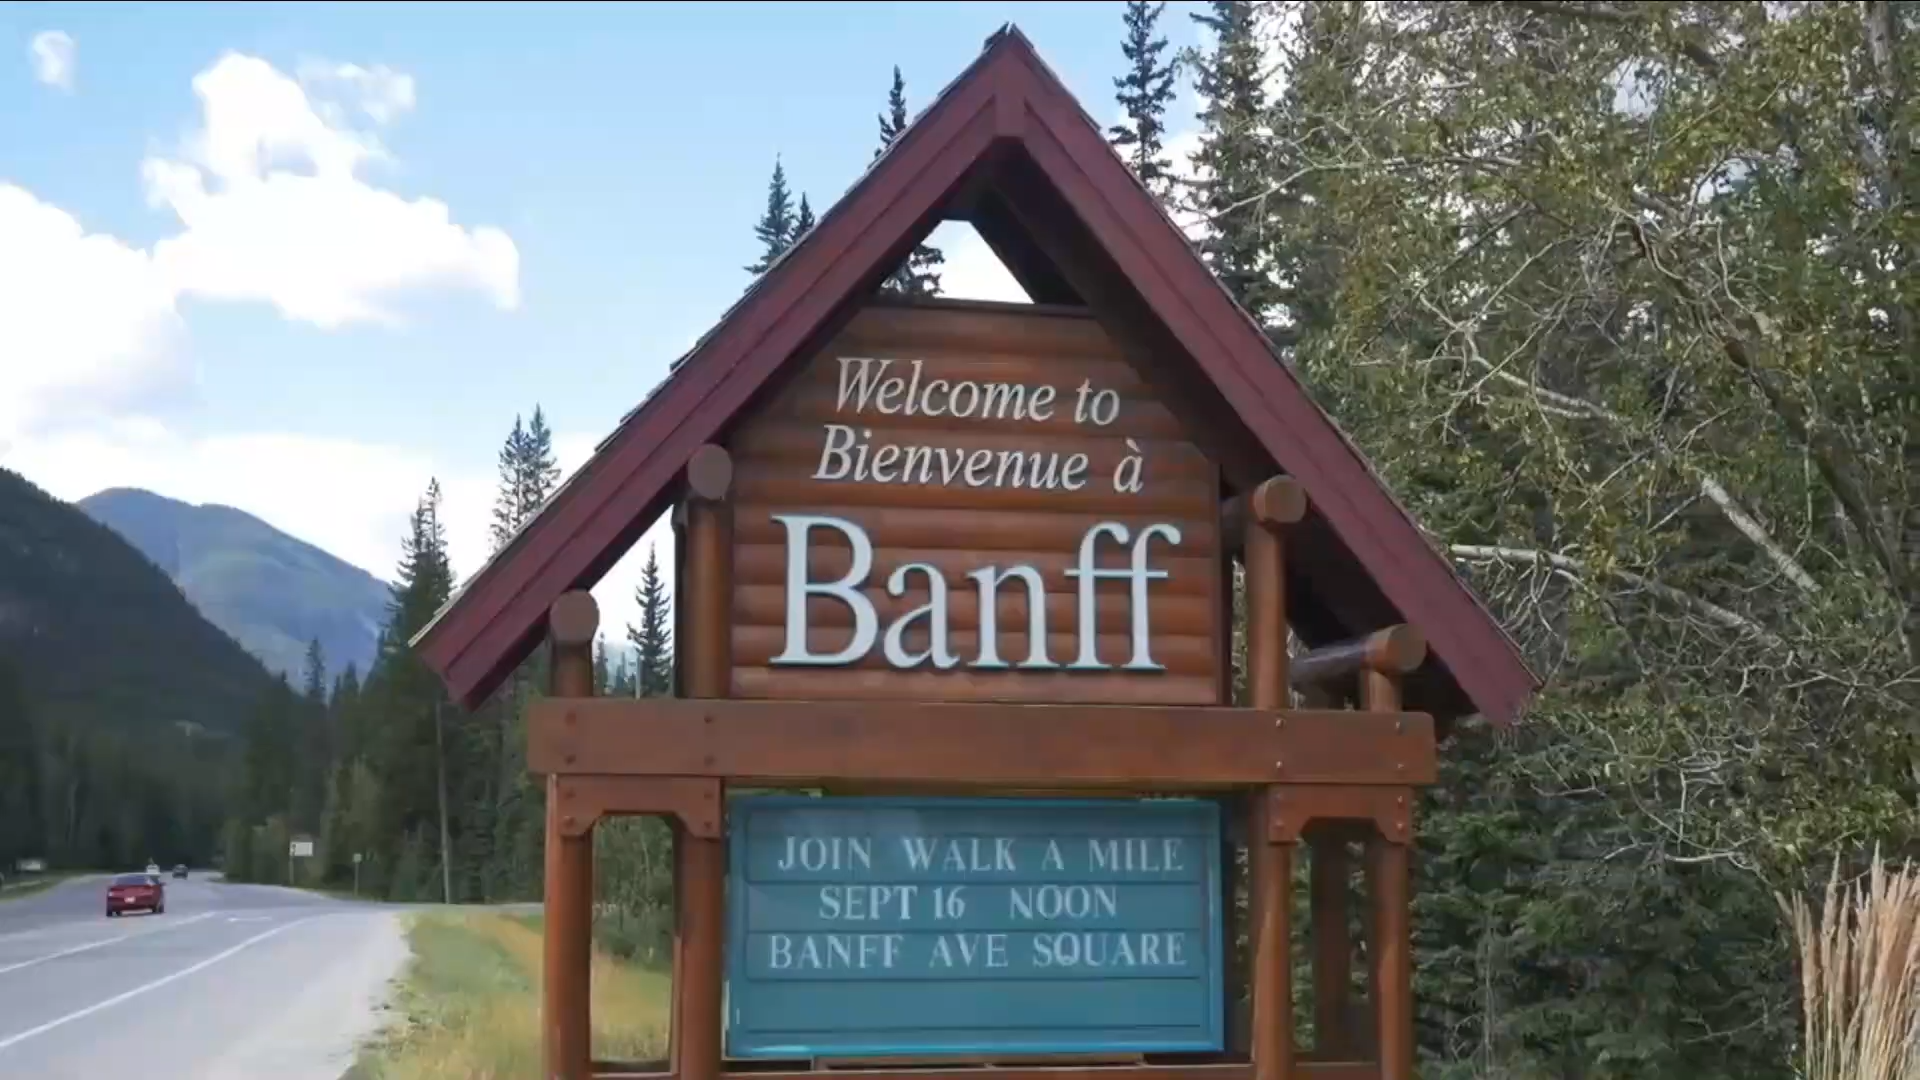 Welcome to
Bienvenue à
Banff
JOIN WALK A MILE
SEPT 16 NOON
BANFF AVE SQUARE